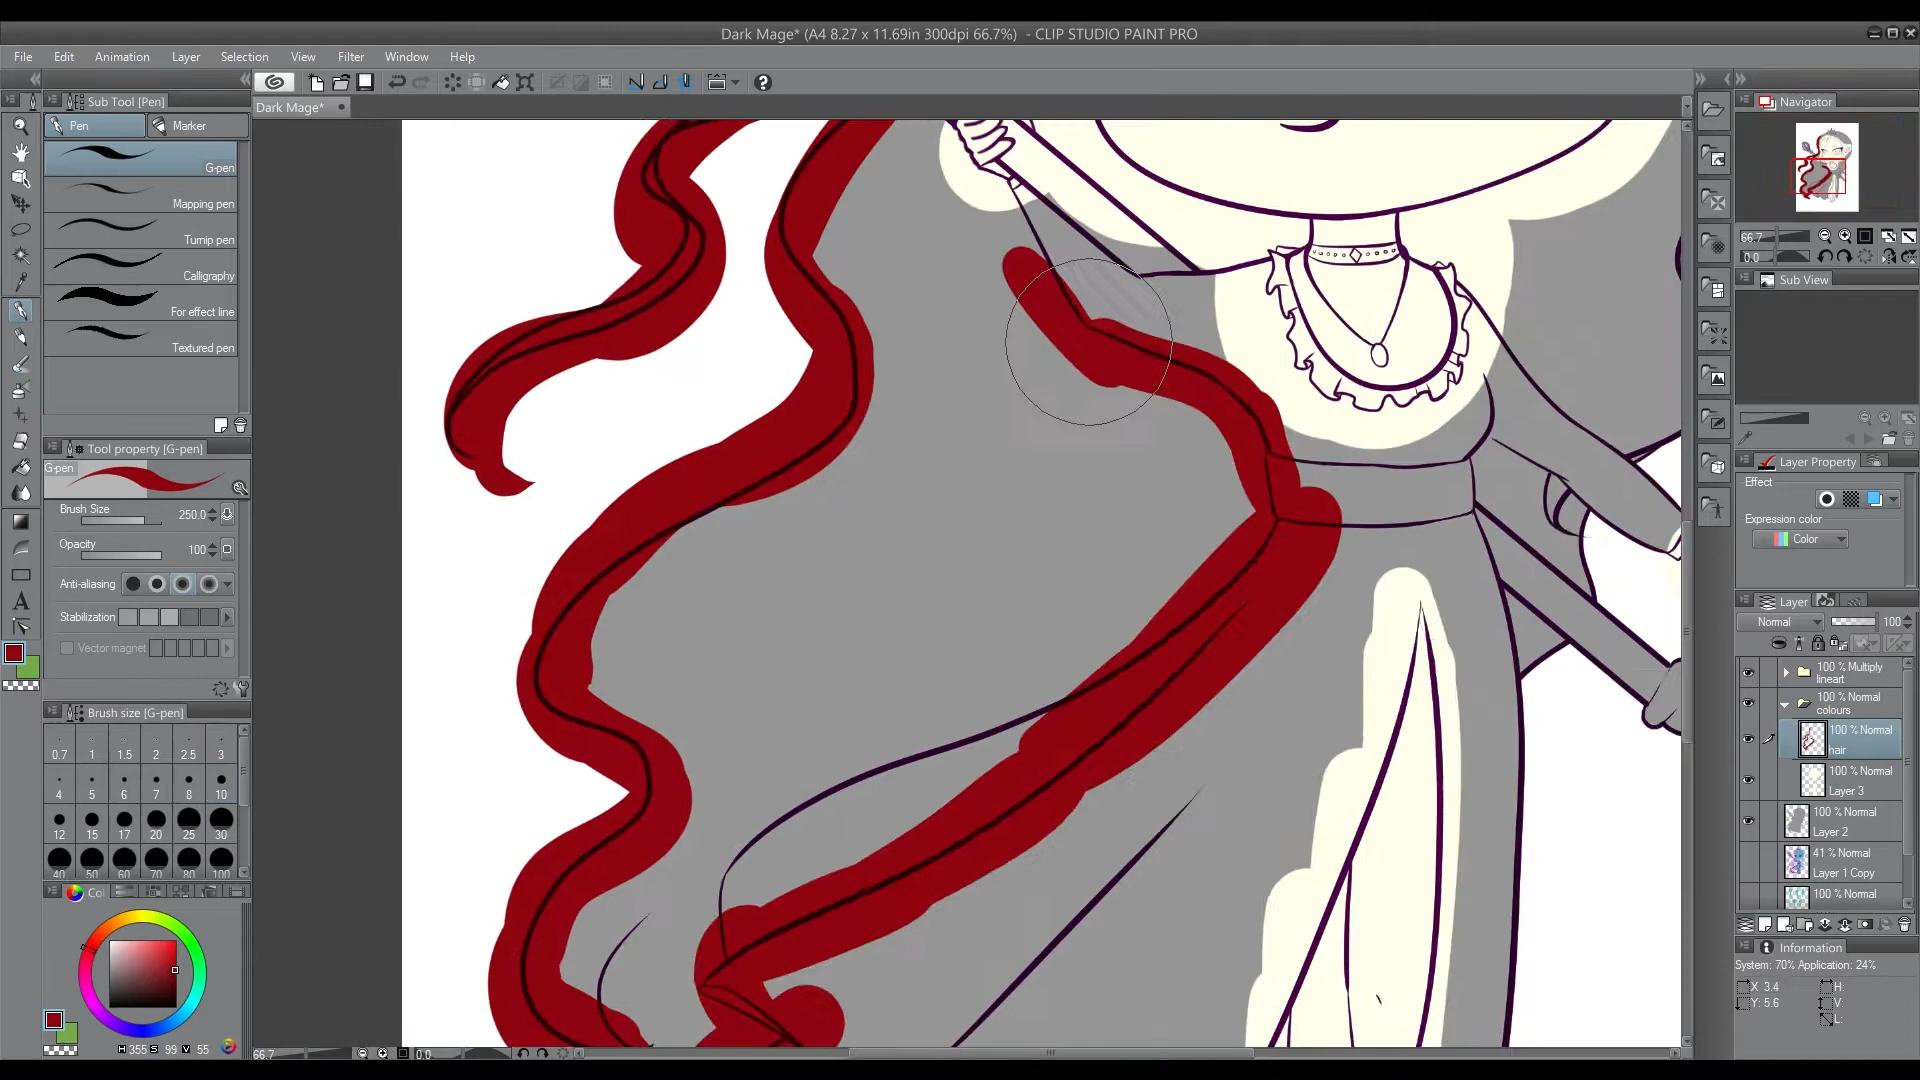 Dark Mage* (A4 8.27 x 11.69in 300dpi 66.7%) - CLIP STUDIO PAINT PRO
File Edit Animation Layer Selection View Filter Window Help
Sub Tool [Pen]
Pen Marker
G-pen
Mapping pen
Turnip pen
Calligraphy
For effect line
Textured pen
Tool property [G-pen]
G-pen
Brush Size 250.0
Opacity 100
Anti-aliasing
Stabilization
Vector magnet
Brush size [G-pen]
0.7 1 1.5 2 2.5 3
4 5 6 7 8 10
12 15 17 20 25 30
40 50 60 70 80 100
Col
H 355 S 99 V 55
Dark Mage*
66.7 0.0
Navigator
66.7
0.0
Sub View
Layer Property
Effect
Expression color
Color
Layer
Normal 100
100 % Multiply
lineart
100 % Normal
colours
100 % Normal
hair
100 % Normal
Layer 3
100 % Normal
Layer 2
41 % Normal
Layer 1 Copy
100 % Normal
Information
System: 70% Application: 24%
X 3.4 H:
Y: 5.6 V:
L: